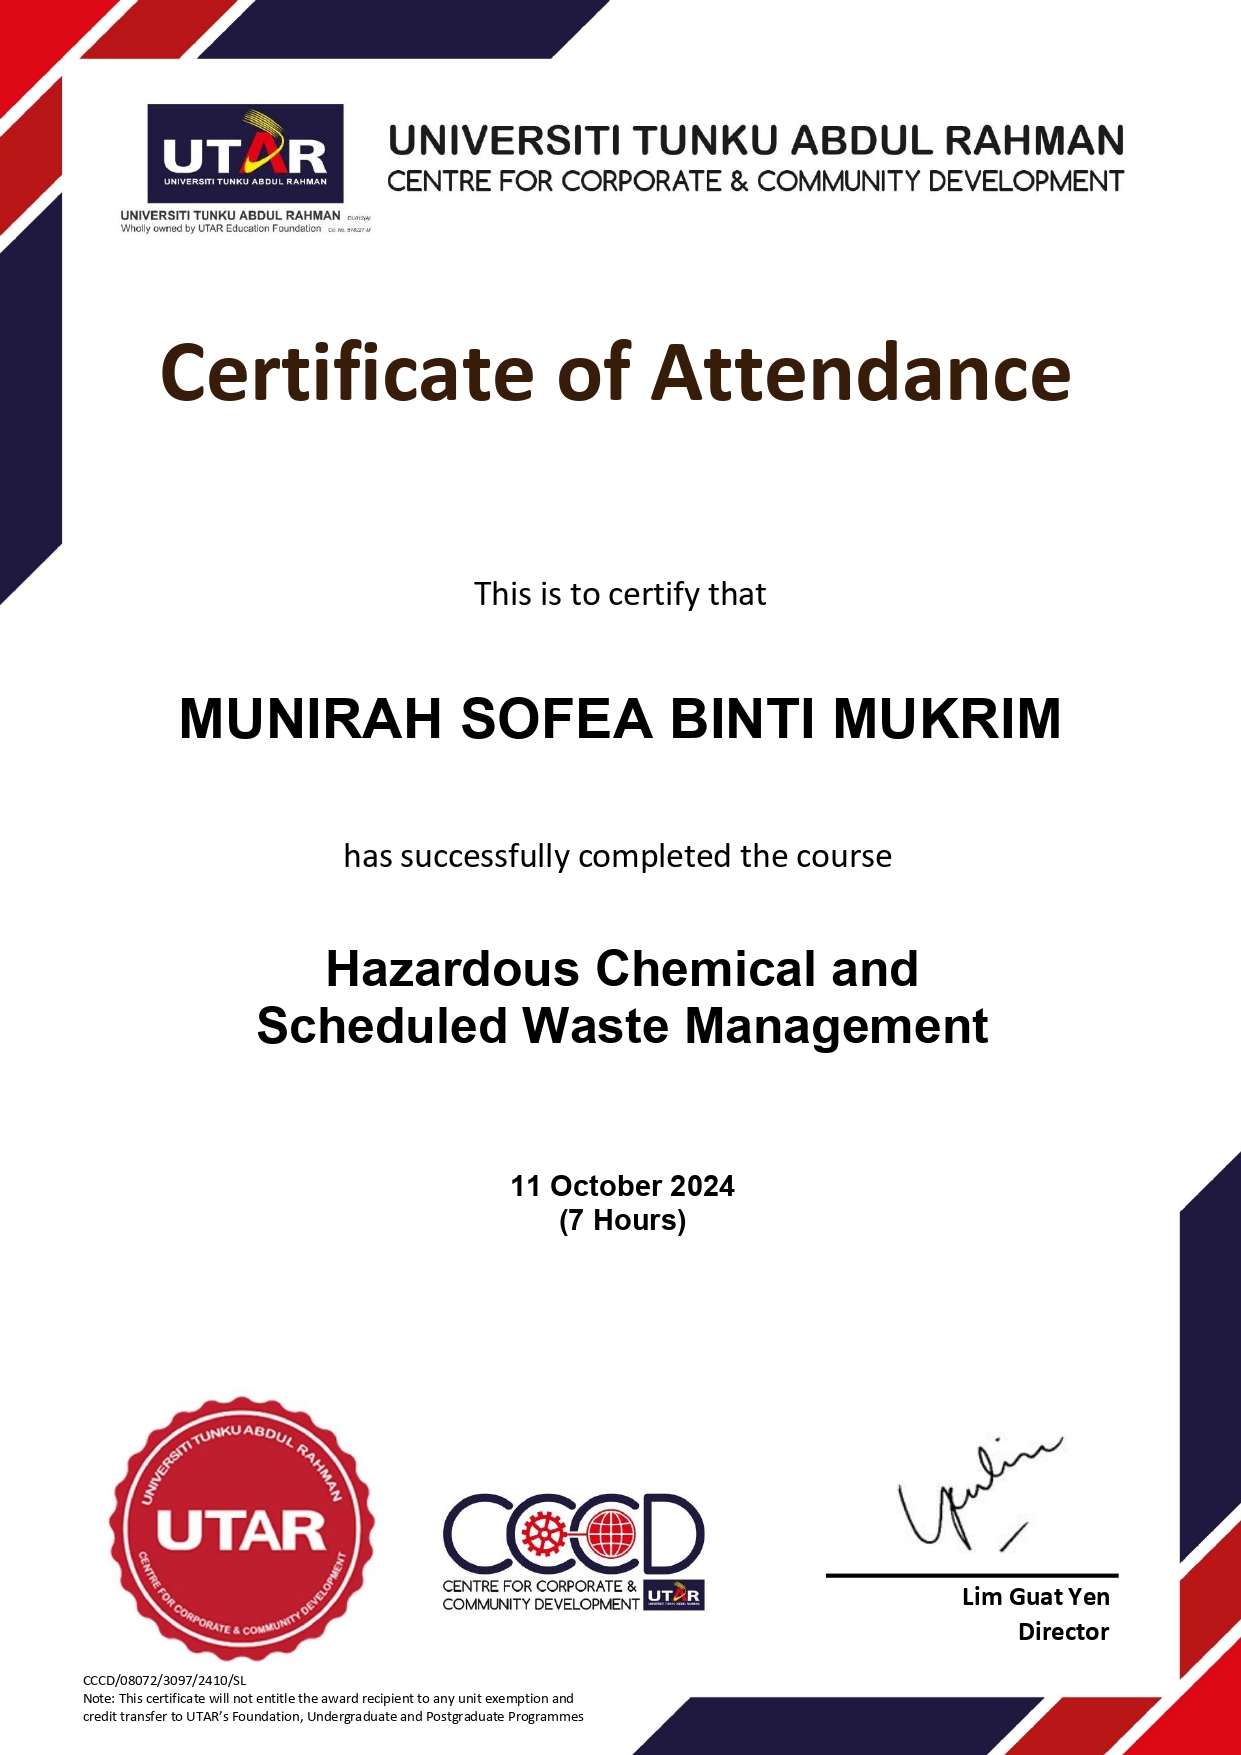 UTAR
UNIVERSITI TUNKU ABDUL RAHMAN
UNIVERSITI TUNKU ABDUL RAHMAN DU012(A)
Wholly owned by UTAR Education Foundation Co. No. 578227-M
UNIVERSITI TUNKU ABDUL RAHMAN
CENTRE FOR CORPORATE & COMMUNITY DEVELOPMENT
Certificate of Attendance
This is to certify that
MUNIRAH SOFEA BINTI MUKRIM
has successfully completed the course
Hazardous Chemical and
Scheduled Waste Management
11 October 2024
(7 Hours)
UNIVERSITI TUNKU ABDUL RAHMAN
UTAR
CENTRE FOR CORPORATE & COMMUNITY DEVELOPMENT
CCCD
CENTRE FOR CORPORATE &
COMMUNITY DEVELOPMENT
UTAR
Lim Guat Yen
Director
CCCD/08072/3097/2410/SL
Note: This certificate will not entitle the award recipient to any unit exemption and
credit transfer to UTAR's Foundation, Undergraduate and Postgraduate Programmes